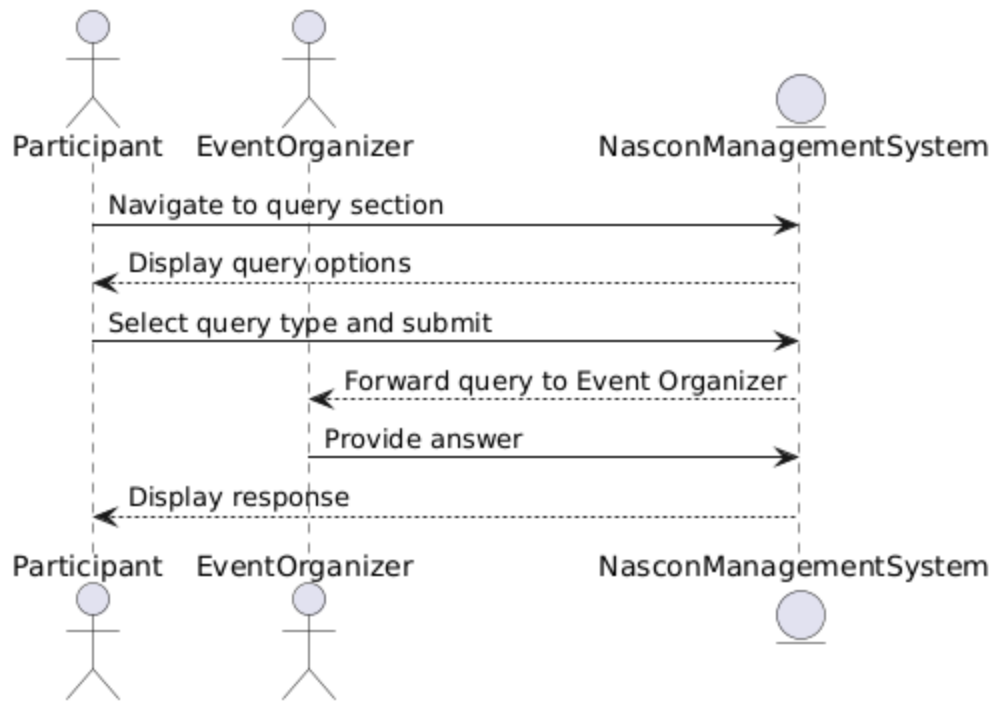 Participant EventOrganizer NasconManagementSystem
Navigate to query section
Display query options
Select query type and submit
Forward query to Event Organizer
Provide answer
Display response
Participant EventOrganizer NasconManagementSystem